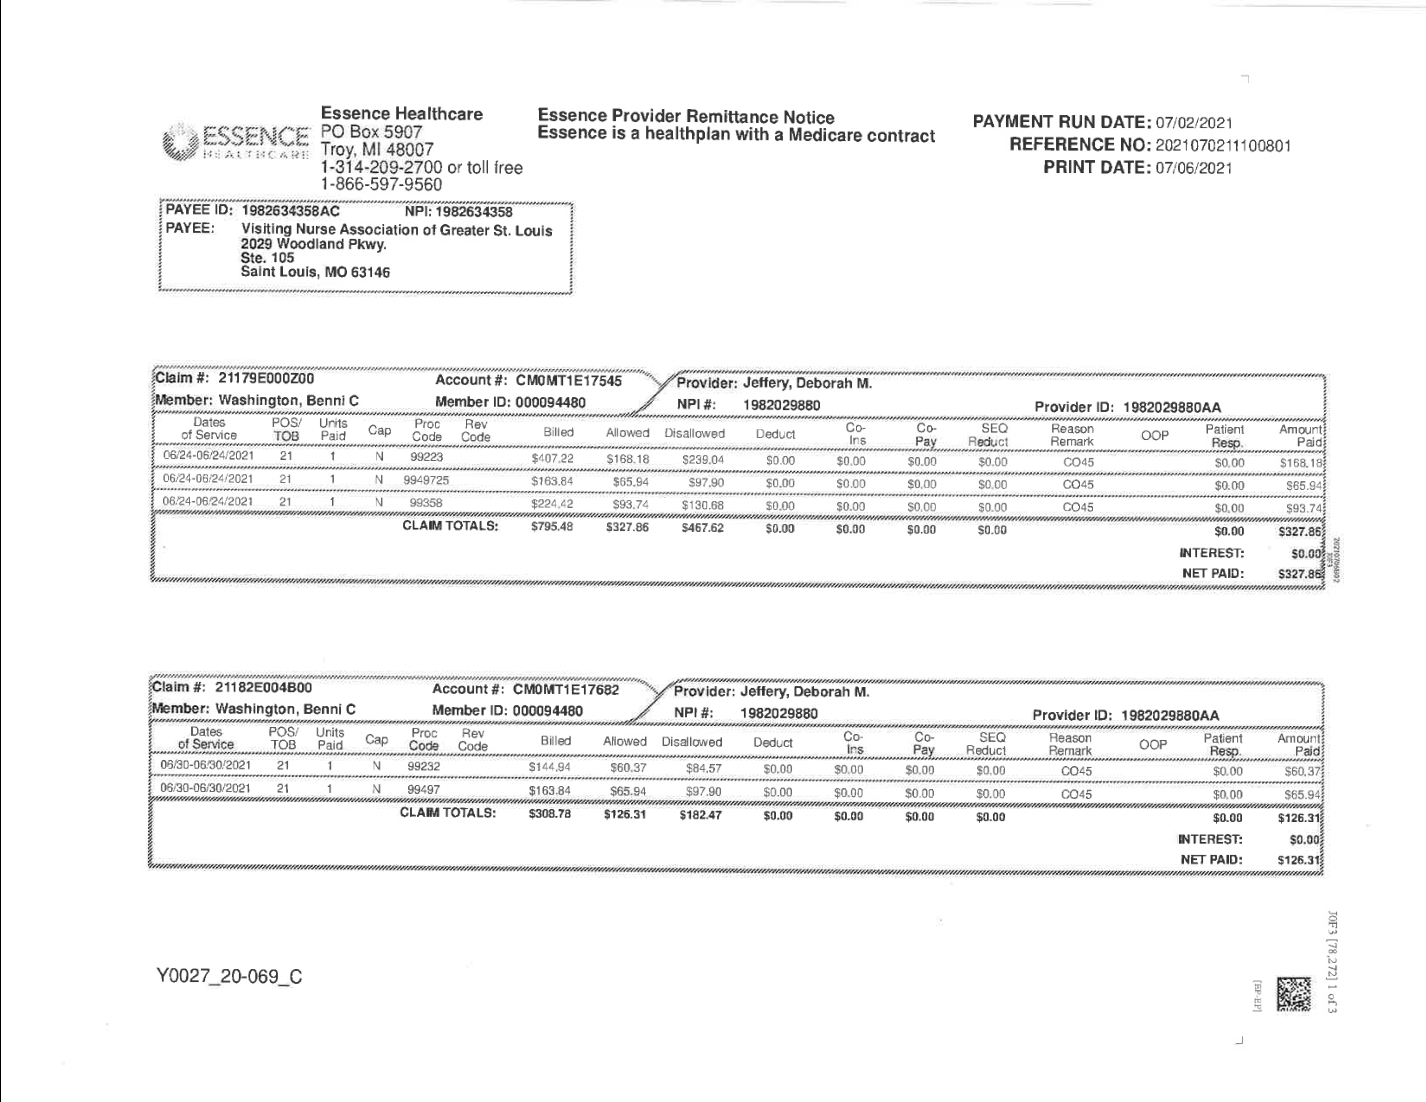 ESSENCE
HEALTHCARE
Essence Healthcare
PO Box 5907
Troy, MI 48007
1-314-209-2700 or toll free
1-866-597-9560
Essence Provider Remittance Notice
Essence is a healthplan with a Medicare contract
PAYMENT RUN DATE: 07/02/2021
REFERENCE NO: 2021070211100801
PRINT DATE: 07/06/2021
PAYEE ID: 1982634358AC NPI: 1982634358
PAYEE: Visiting Nurse Association of Greater St. Louis
2029 Woodland Pkwy.
Ste. 105
Saint Louis, MO 63146
Claim #: 21179E000Z00 Account #: CM0MT1E17545 Provider: Jeffery, Deborah M.
Member: Washington, Benni C Member ID: 000094480 NPI #: 1982029880 Provider ID: 1982029880AA
Dates of Service POS/ TOB Units Paid Cap Proc Code Rev Code Billed Allowed Disallowed Deduct Co-Ins Co-Pay SEQ Reduct Reason Remark OOP Patient Resp. Amount Paid
06/24-06/24/2021 21 1 N 99223 $407.22 $168.18 $239.04 $0.00 $0.00 $0.00 $0.00 CO45 $0.00 $168.18
06/24-06/24/2021 21 1 N 9949725 $163.84 $65.94 $97.90 $0.00 $0.00 $0.00 $0.00 CO45 $0.00 $65.94
06/24-06/24/2021 21 1 N 99358 $224.42 $93.74 $130.68 $0.00 $0.00 $0.00 $0.00 CO45 $0.00 $93.74
CLAIM TOTALS: $795.48 $327.86 $467.62 $0.00 $0.00 $0.00 $0.00 $0.00 $327.86
INTEREST: $0.00
NET PAID: $327.86
Claim #: 21182E004B00 Account #: CM0MT1E17682 Provider: Jeffery, Deborah M.
Member: Washington, Benni C Member ID: 000094480 NPI #: 1982029880 Provider ID: 1982029880AA
Dates of Service POS/ TOB Units Paid Cap Proc Code Rev Code Billed Allowed Disallowed Deduct Co-Ins Co-Pay SEQ Reduct Reason Remark OOP Patient Resp. Amount Paid
06/30-06/30/2021 21 1 N 99232 $144.94 $60.37 $84.57 $0.00 $0.00 $0.00 $0.00 CO45 $0.00 $60.37
06/30-06/30/2021 21 1 N 99497 $163.84 $65.94 $97.90 $0.00 $0.00 $0.00 $0.00 CO45 $0.00 $65.94
CLAIM TOTALS: $308.78 $126.31 $182.47 $0.00 $0.00 $0.00 $0.00 $0.00 $126.31
INTEREST: $0.00
NET PAID: $126.31
Y0027_20-069_C
[EP-EP]
J0F3 [78,272] 1 of 3